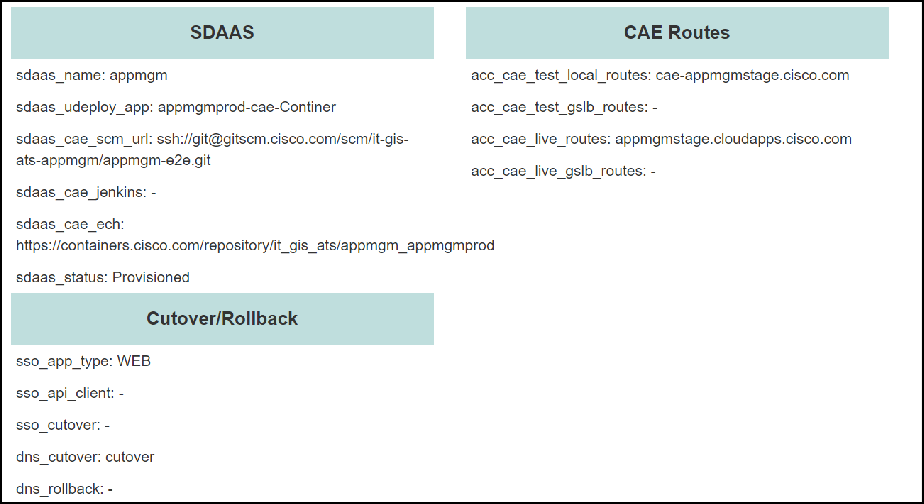 SDAAS
sdaas_name: appmgm
sdaas_udeploy_app: appmgmprod-cae-Continer
sdaas_cae_scm_url: ssh://git@gitscm.cisco.com/scm/it-gis-
ats-appmgm/appmgm-e2e.git
sdaas_cae_jenkins: -
sdaas_cae_ech:
https://containers.cisco.com/repository/it_gis_ats/appmgm_appmgmprod
sdaas_status: Provisioned
CAE Routes
acc_cae_test_local_routes: cae-appmgmstage.cisco.com
acc_cae_test_gslb_routes: -
acc_cae_live_routes: appmgmstage.cloudapps.cisco.com
acc_cae_live_gslb_routes: -
Cutover/Rollback
sso_app_type: WEB
sso_api_client: -
sso_cutover: -
dns_cutover: cutover
dns_rollback: -